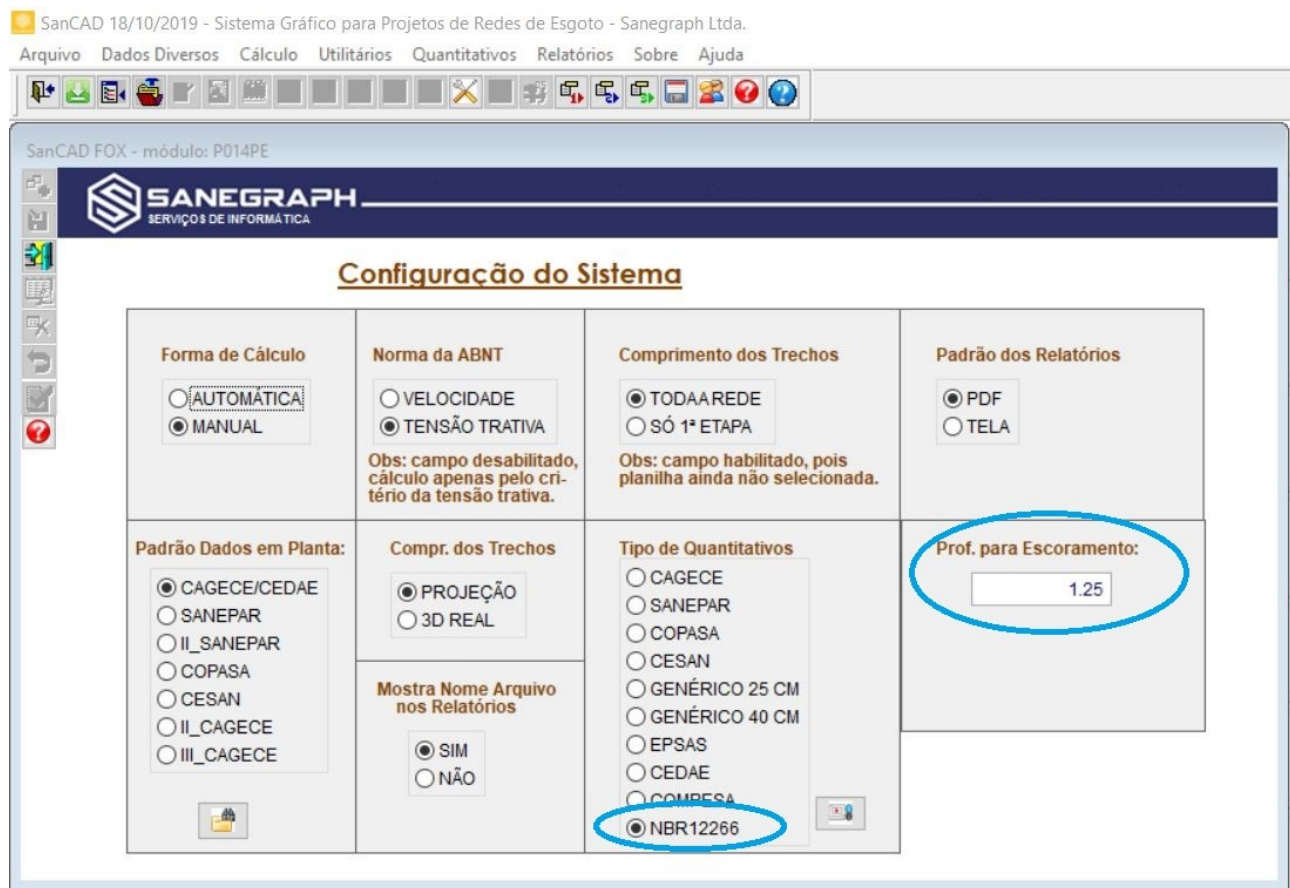 SanCAD 18/10/2019 - Sistema Gráfico para Projetos de Redes de Esgoto - Sanegraph Ltda.
Arquivo Dados Diversos Cálculo Utilitários Quantitativos Relatórios Sobre Ajuda
SanCAD FOX - módulo: P014PE
SANEGRAPH
SERVIÇOS DE INFORMÁTICA
Configuração do Sistema
Forma de Cálculo
AUTOMÁTICA
MANUAL
Norma da ABNT
VELOCIDADE
TENSÃO TRATIVA
Obs: campo desabilitado,
cálculo apenas pelo cri-
tério da tensão trativa.
Comprimento dos Trechos
TODA A REDE
SÓ 1ª ETAPA
Obs: campo habilitado, pois
planilha ainda não selecionada.
Padrão dos Relatórios
PDF
TELA
Padrão Dados em Planta:
CAGECE/CEDAE
SANEPAR
II_SANEPAR
COPASA
CESAN
II_CAGECE
III_CAGECE
Compr. dos Trechos
PROJEÇÃO
3D REAL
Mostra Nome Arquivo
nos Relatórios
SIM
NÃO
Tipo de Quantitativos
CAGECE
SANEPAR
COPASA
CESAN
GENÉRICO 25 CM
GENÉRICO 40 CM
EPSAS
CEDAE
COMPESA
NBR12266
Prof. para Escoramento:
1.25